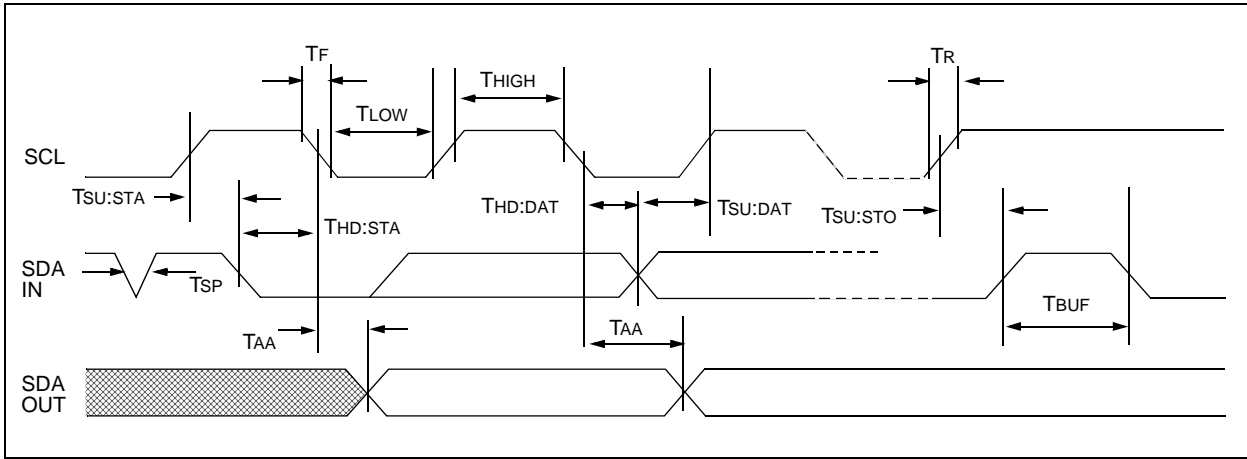 TF
TR
THIGH
TLOW
SCL
TSU:STA
THD:DAT
TSU:DAT
TSU:STO
THD:STA
SDA
IN
TSP
TBUF
TAA
TAA
SDA
OUT